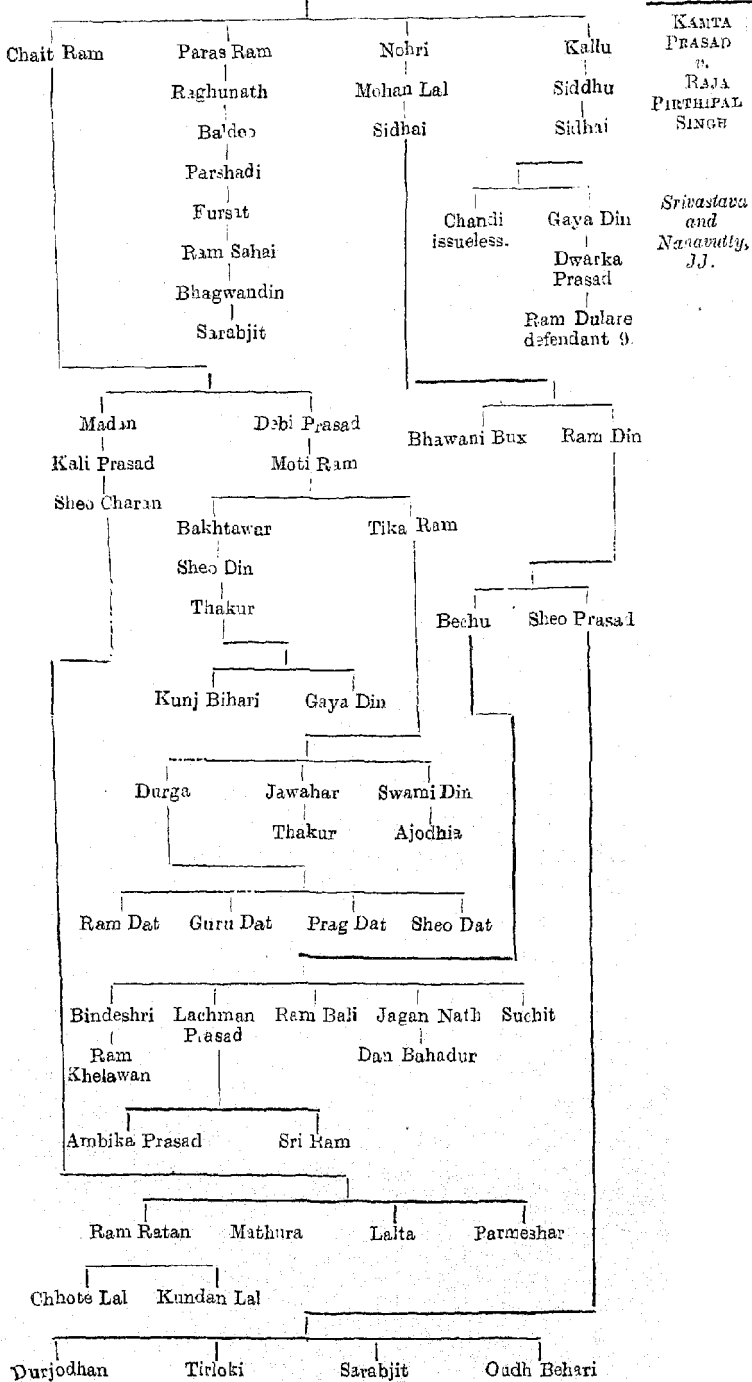 Chait Ram Paras Ram Nohri Kallu
Raghunath Mohan Lal Siddhu
Baldeo Sidhai Sidhai
Parshadi
Fursat Chandi Gaya Din
Ram Sahai issueless. Dwarka
Bhagwandin Prasad
Sarabjit Ram Dulare
defendant 9.
KAMTA
PRASAD
v.
RAJA
PIRTHIPAL
SINGH
Srivastava
and
Nanavutty,
JJ.
Madan Debi Prasad Bhawani Bux Ram Din
Kali Prasad Moti Ram
Sheo Charan
Bakhtawar Tika Ram
Sheo Din
Thakur Bechu Sheo Prasad
Kunj Bihari Gaya Din
Durga Jawahar Swami Din
Thakur Ajodhia
Ram Dat Guru Dat Prag Dat Sheo Dat
Bindeshri Lachman Ram Bali Jagan Nath Suchit
Prasad
Ram Dan Bahadur
Khelawan
Ambika Prasad Sri Ram
Ram Ratan Mathura Lalta Parmeshar
Chhote Lal Kundan Lal
Durjodhan Tirloki Sarabjit Oudh Behari